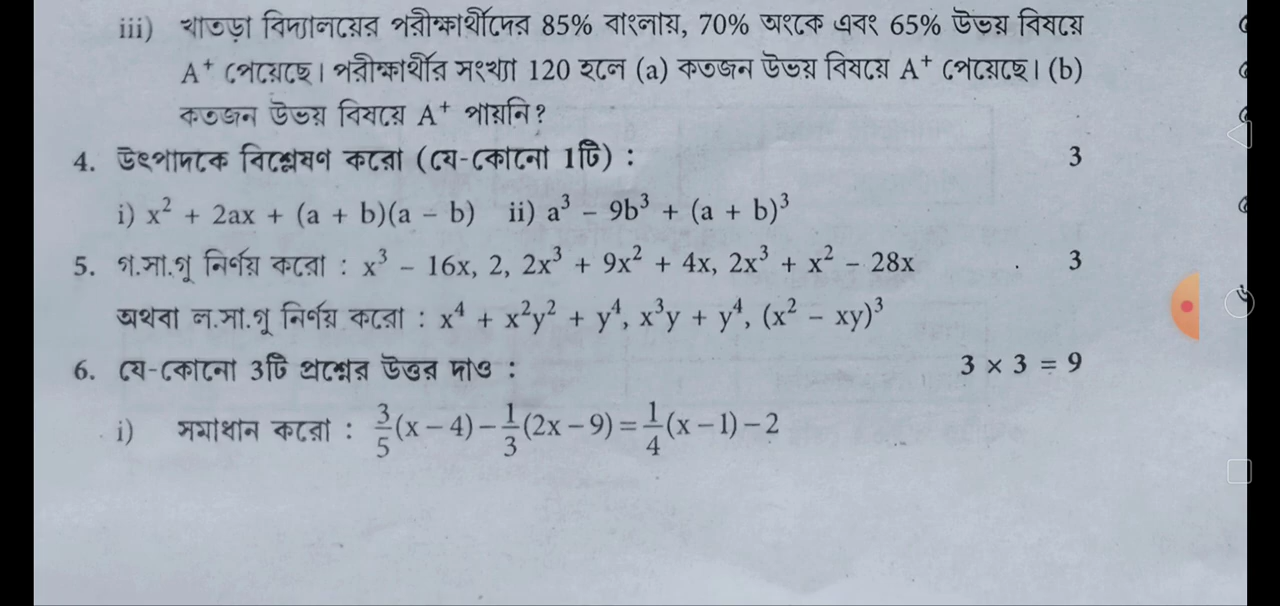 iii) খাতড়া বিদ্যালয়ের পরীক্ষার্থীদের 85% বাংলায়, 70% অংকে এবং 65% উভয় বিষয়ে
A⁺ পেয়েছে। পরীক্ষার্থীর সংখ্যা 120 হলে (a) কতজন উভয় বিষয়ে A⁺ পেয়েছে। (b)
কতজন উভয় বিষয়ে A⁺ পায়নি?
4. উৎপাদকে বিশ্লেষণ করো (যে-কোনো 1টি) : 3
i) x² + 2ax + (a + b)(a − b) ii) a³ − 9b³ + (a + b)³
5. গ.সা.গু নির্ণয় করো : x³ − 16x, 2, 2x³ + 9x² + 4x, 2x³ + x² − 28x 3
অথবা ল.সা.গু নির্ণয় করো : x⁴ + x²y² + y⁴, x³y + y⁴, (x² − xy)³
6. যে-কোনো 3টি প্রশ্নের উত্তর দাও : 3 × 3 = 9
i) সমাধান করো : 3/5(x − 4) − 1/3(2x − 9) = 1/4(x − 1) − 2